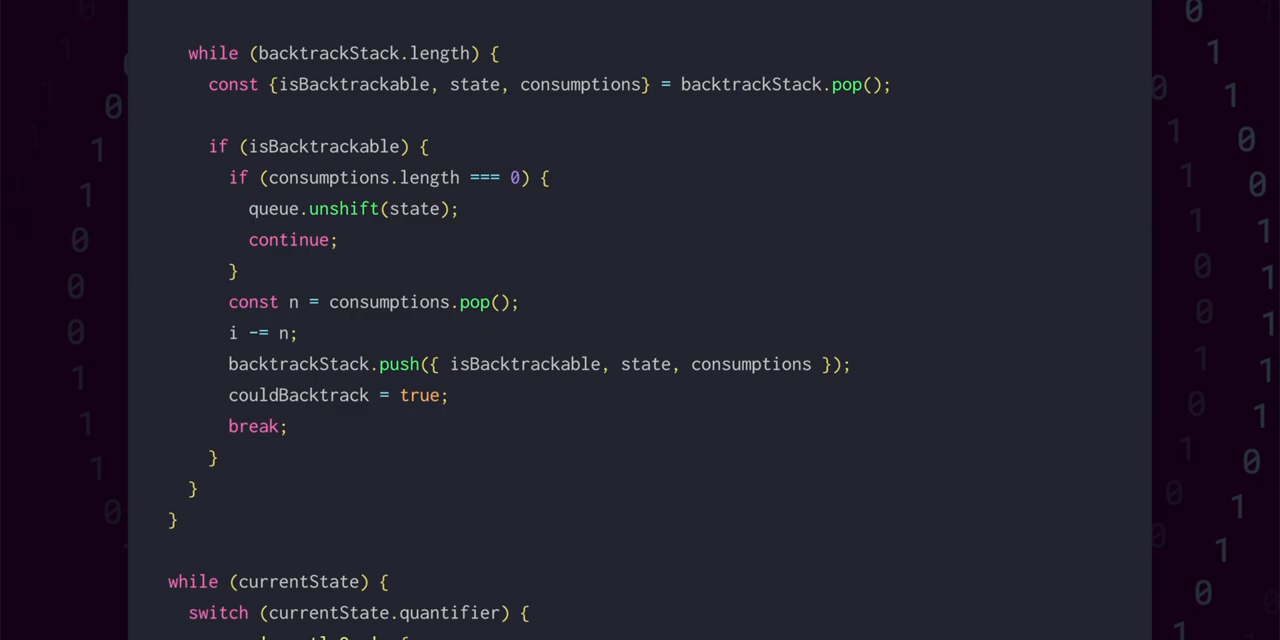 while (backtrackStack.length) {
const {isBacktrackable, state, consumptions} = backtrackStack.pop();
if (isBacktrackable) {
if (consumptions.length === 0) {
queue.unshift(state);
continue;
}
const n = consumptions.pop();
i -= n;
backtrackStack.push({ isBacktrackable, state, consumptions });
couldBacktrack = true;
break;
}
}
}
while (currentState) {
switch (currentState.quantifier) {